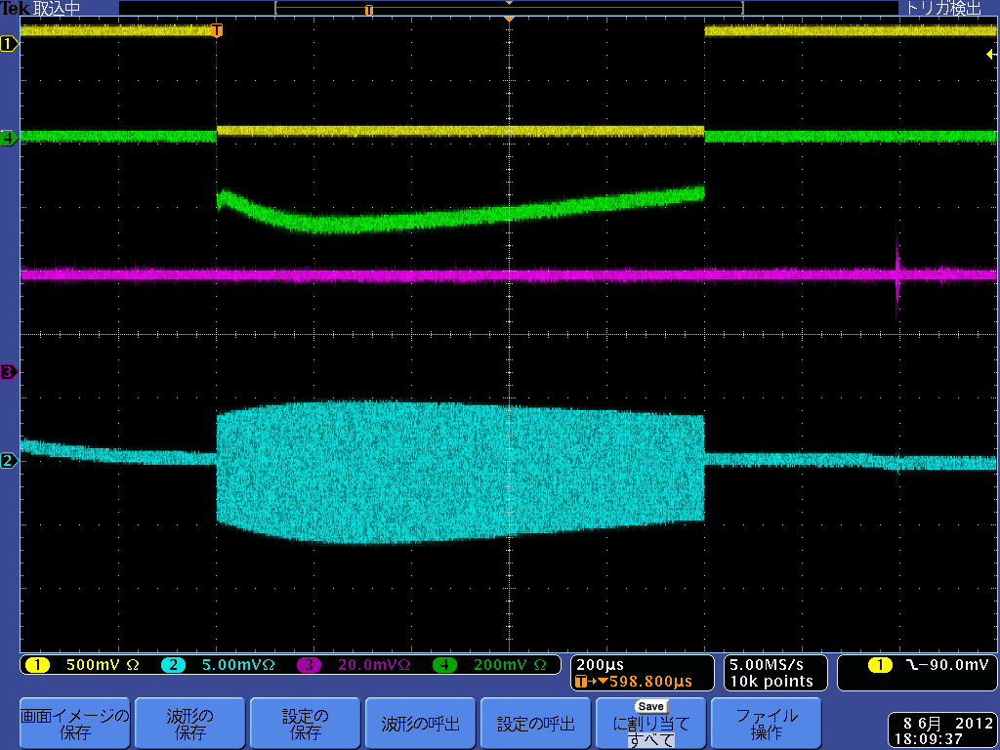 Tek 取込中
トリガ検出
T
T
1
4
3
2
1 500mV Ω 2 5.00mVΩ 3 20.0mVΩ 4 200mV Ω
200µs
T→▼598.800µs
5.00MS/s
10k points
1 ╲-90.0mV
画面イメージの
保存
波形の
保存
設定の
保存
波形の呼出
設定の呼出
Save
に割り当て
すべて
ファイル
操作
8 6月 2012
18:09:37